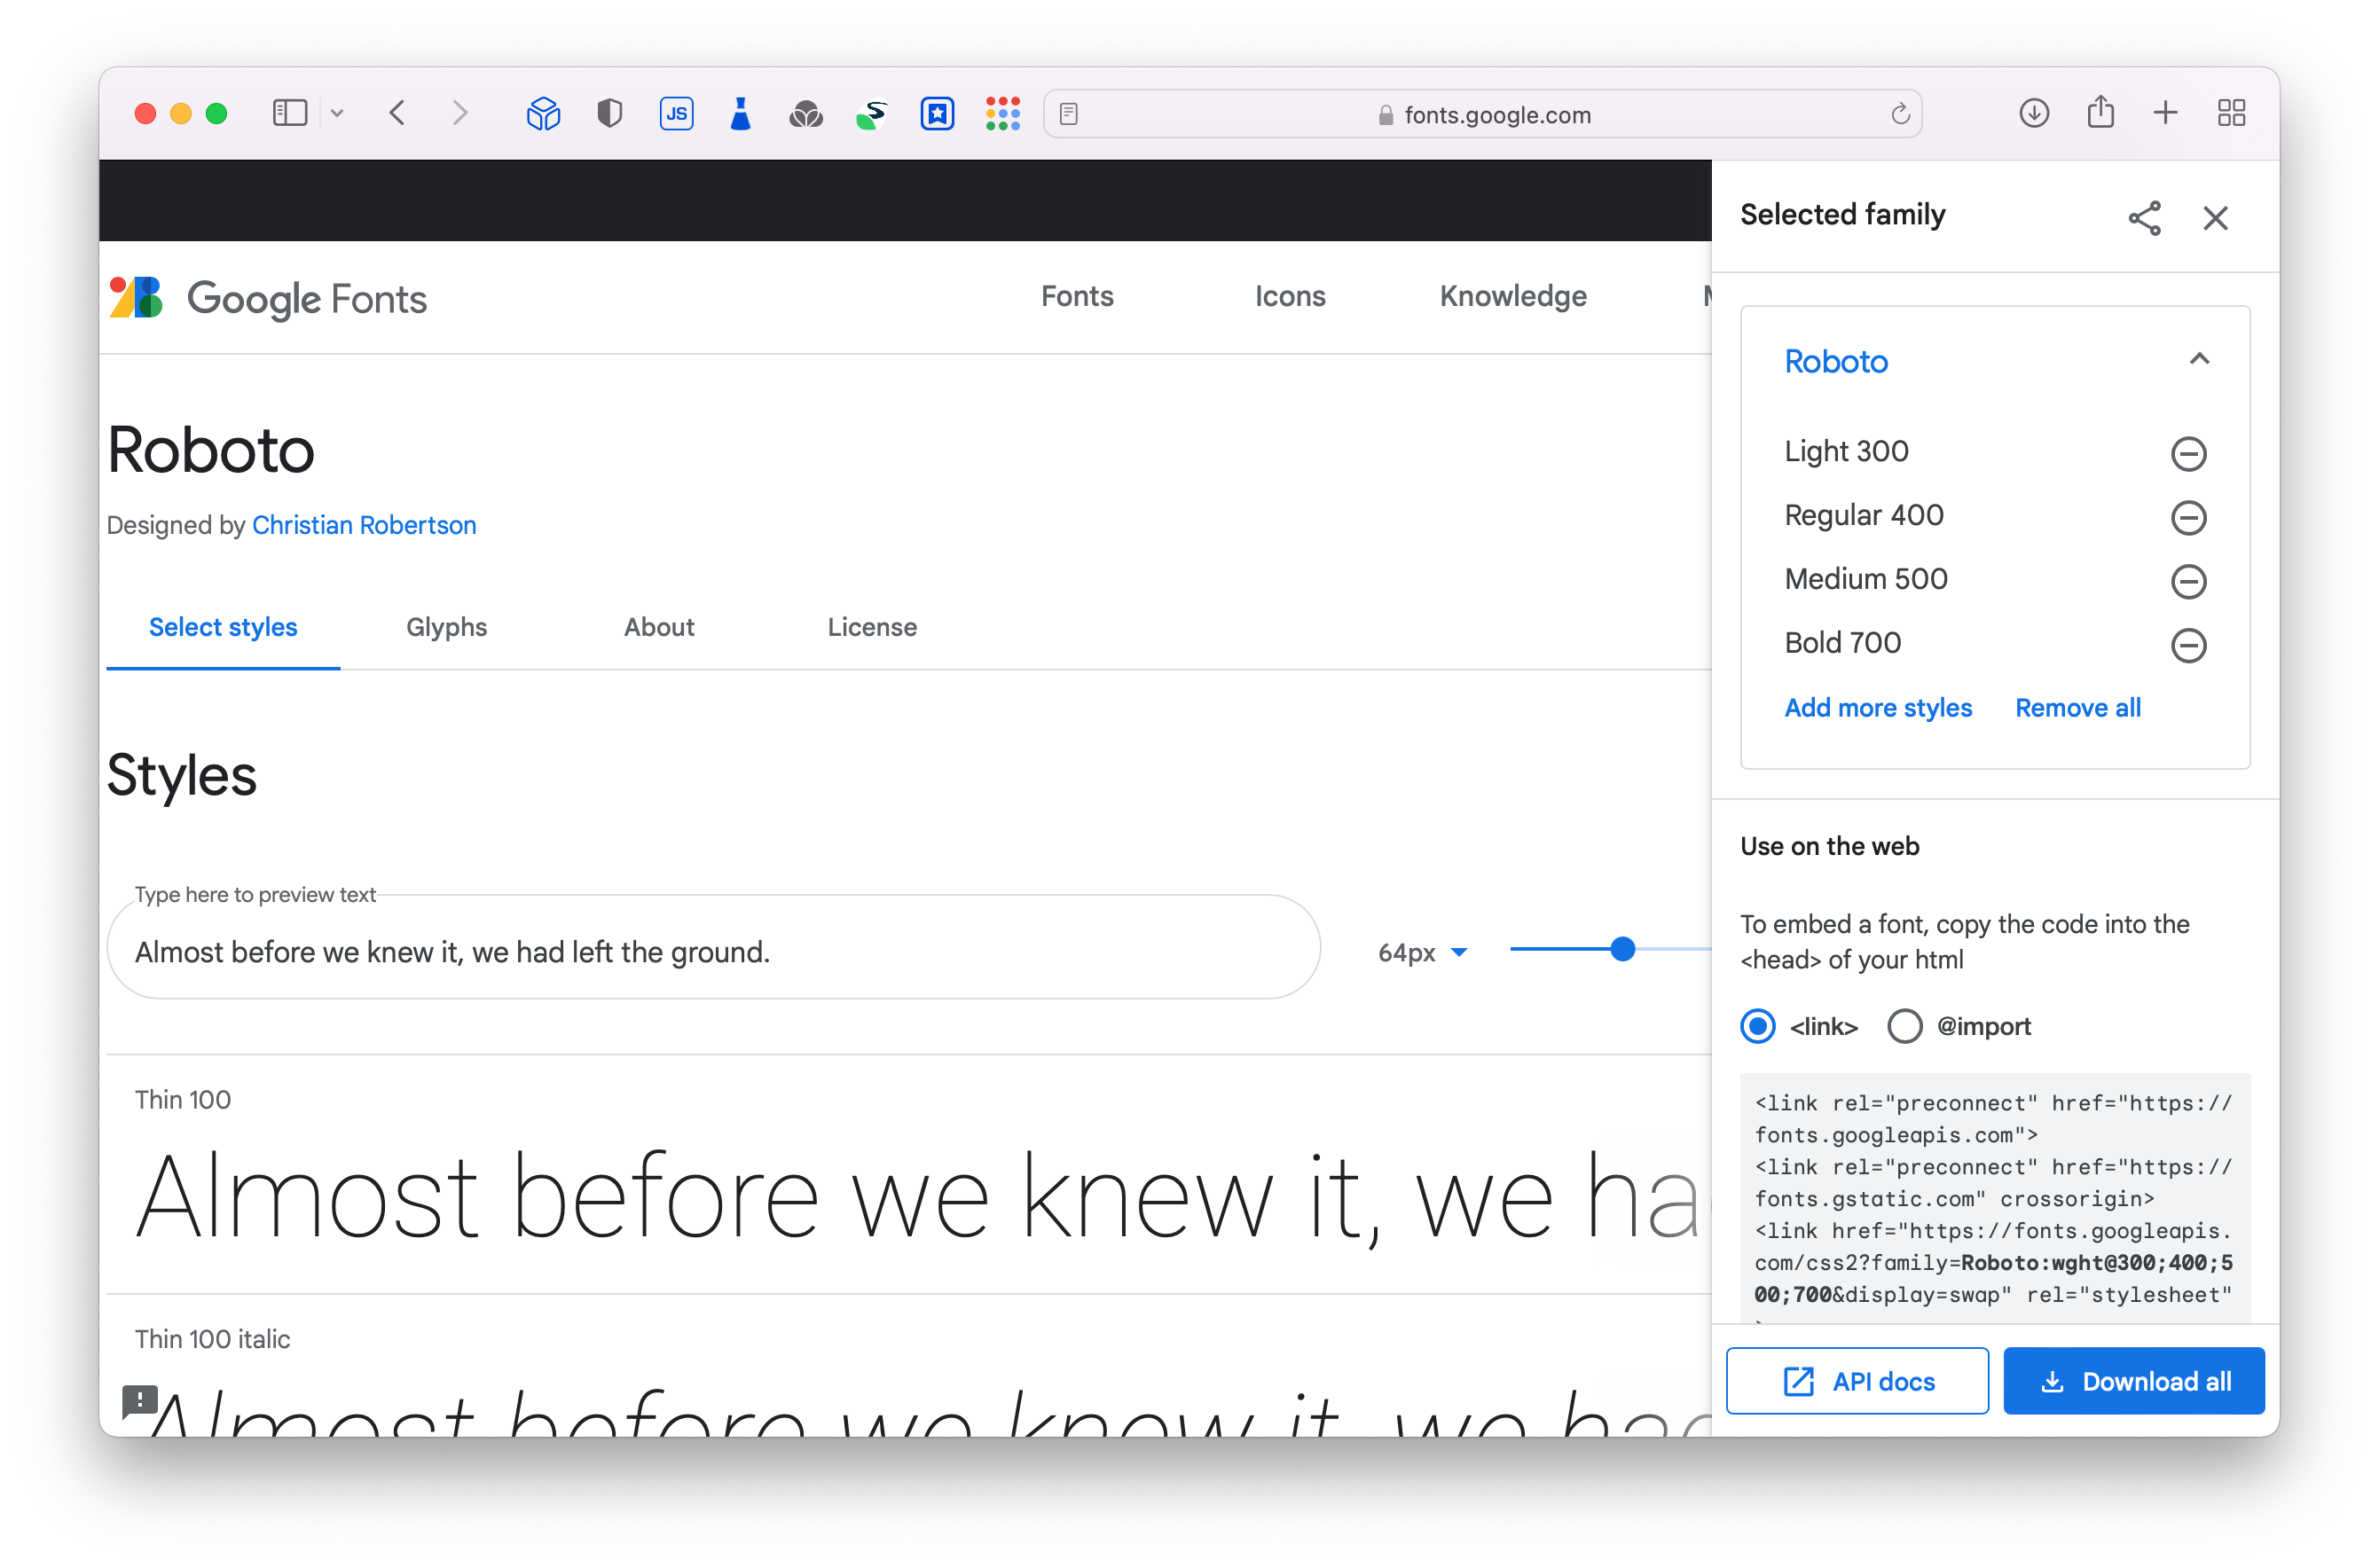 JS
fonts.google.com
Google Fonts
Fonts
Icons
Knowledge
Roboto
Designed by Christian Robertson
Select styles
Glyphs
About
License
Styles
Type here to preview text
Almost before we knew it, we had left the ground.
64px
Thin 100
Almost before we knew it, we ha
Thin 100 italic
Almost before we knew it, we ha
Selected family
Roboto
Light 300
Regular 400
Medium 500
Bold 700
Add more styles
Remove all
Use on the web
To embed a font, copy the code into the
<head> of your html
<link>
@import
<link rel="preconnect" href="https://
fonts.googleapis.com">
<link rel="preconnect" href="https://
fonts.gstatic.com" crossorigin>
<link href="https://fonts.googleapis.
com/css2?family=Roboto:wght@300;400;5
00;700&display=swap" rel="stylesheet"
API docs
Download all